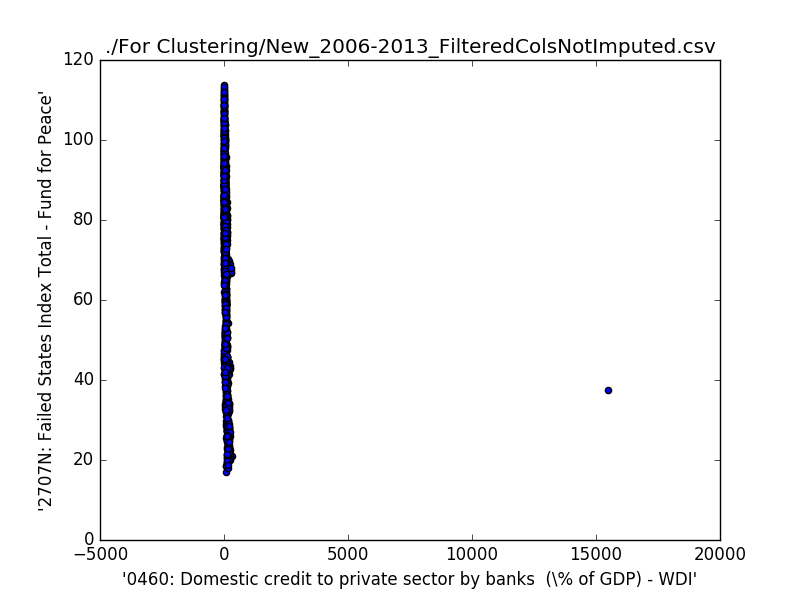 ./For Clustering/New_2006-2013_FilteredColsNotImputed.csv
120
100
80
60
40
20
0
'2707N: Failed States Index Total - Fund for Peace'
−5000 0 5000 10000 15000 20000
'0460: Domestic credit to private sector by banks  (\% of GDP) - WDI'